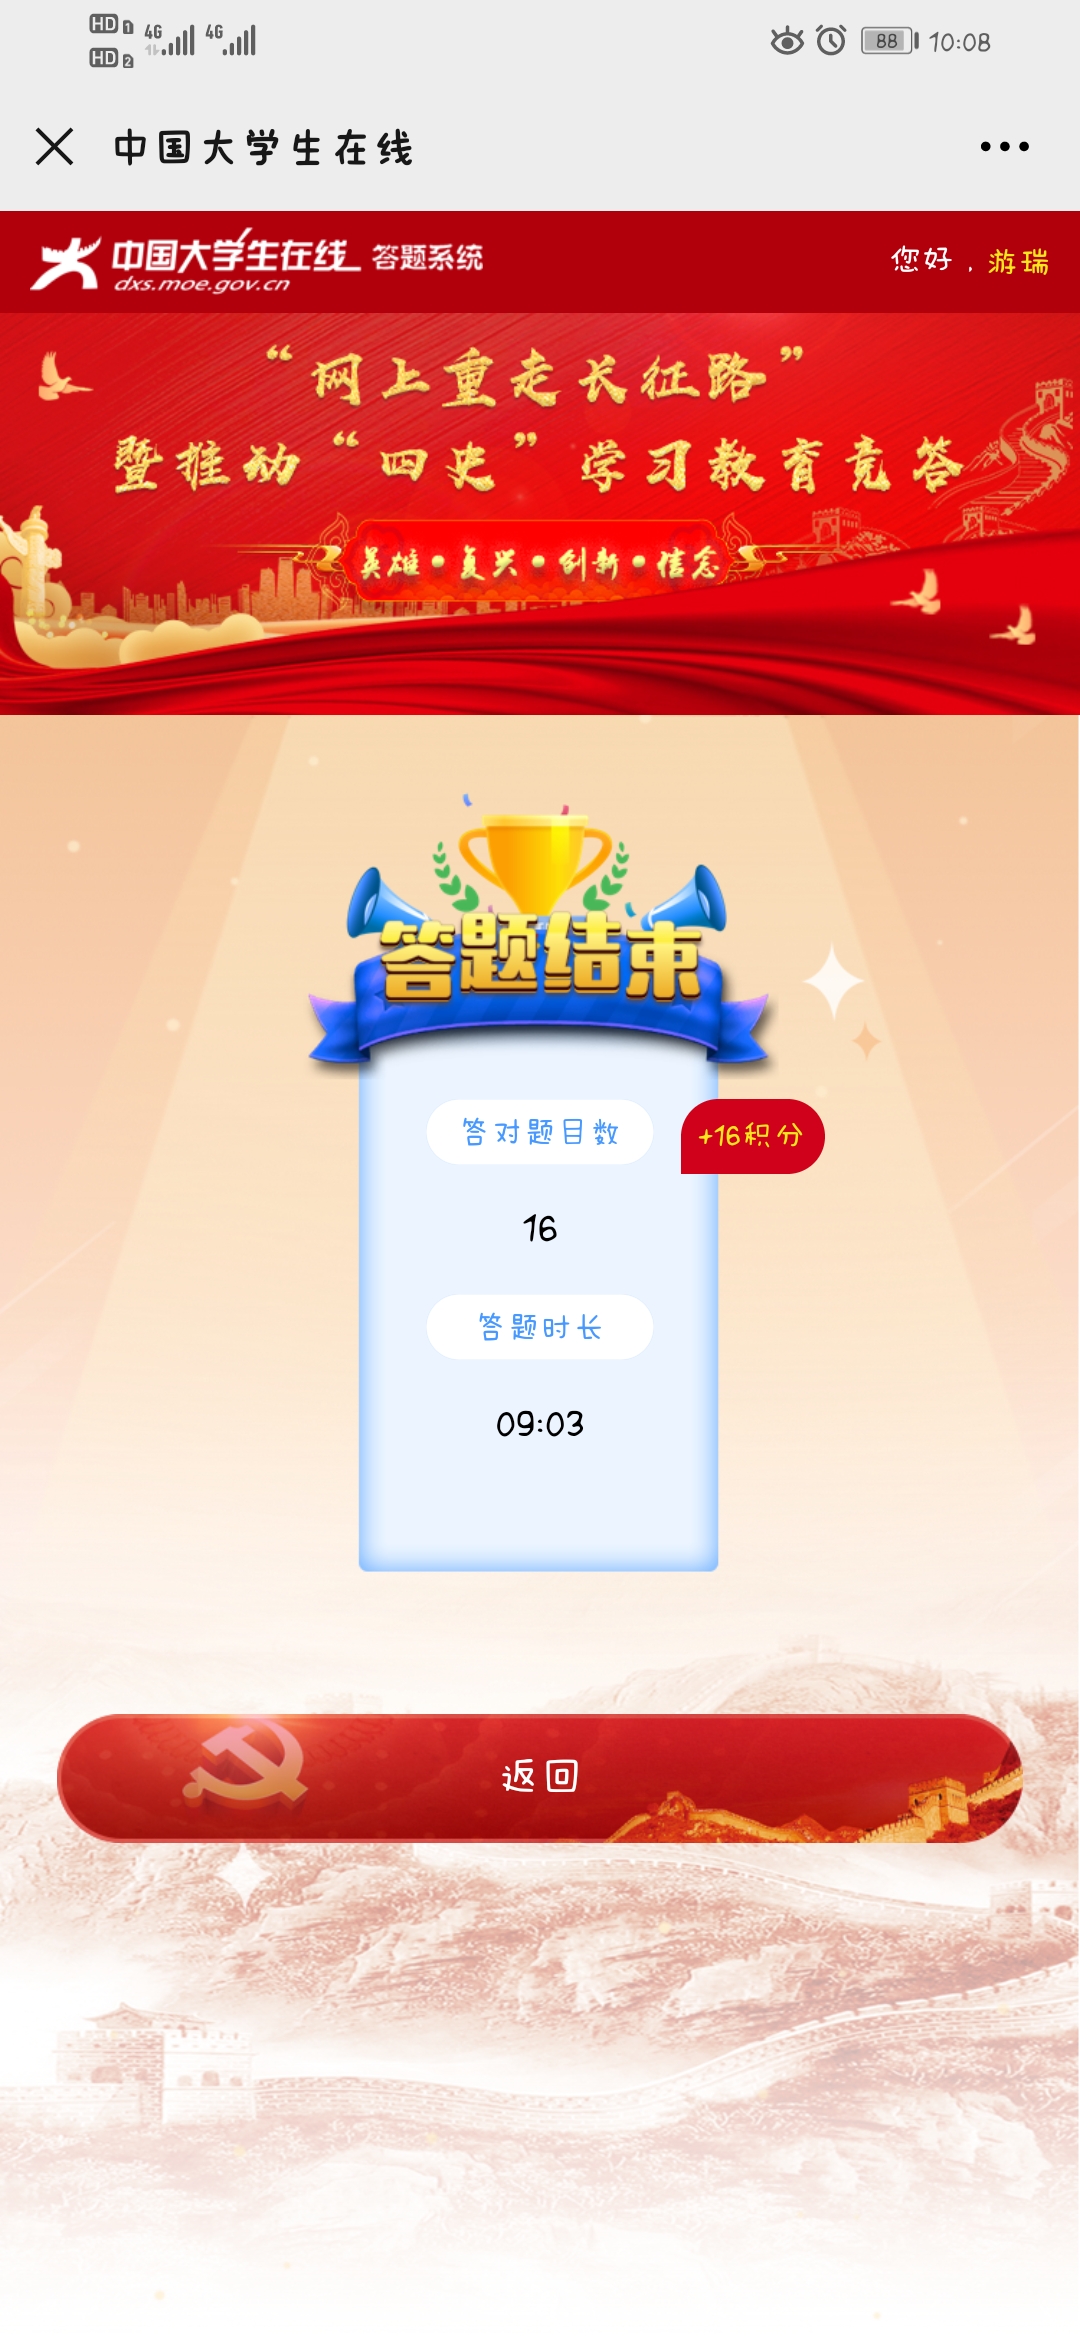 HD 1 4G 4G 88 10:08
HD 2
中国大学生在线
中国大学生在线 答题系统 您好，游瑞
dxs.moe.gov.cn
“网上重走长征路”
暨推动“四史”学习教育竞答
英雄•复兴•创新•信念
答题结束
答对题目数 +16积分
16
答题时长
09:03
返回